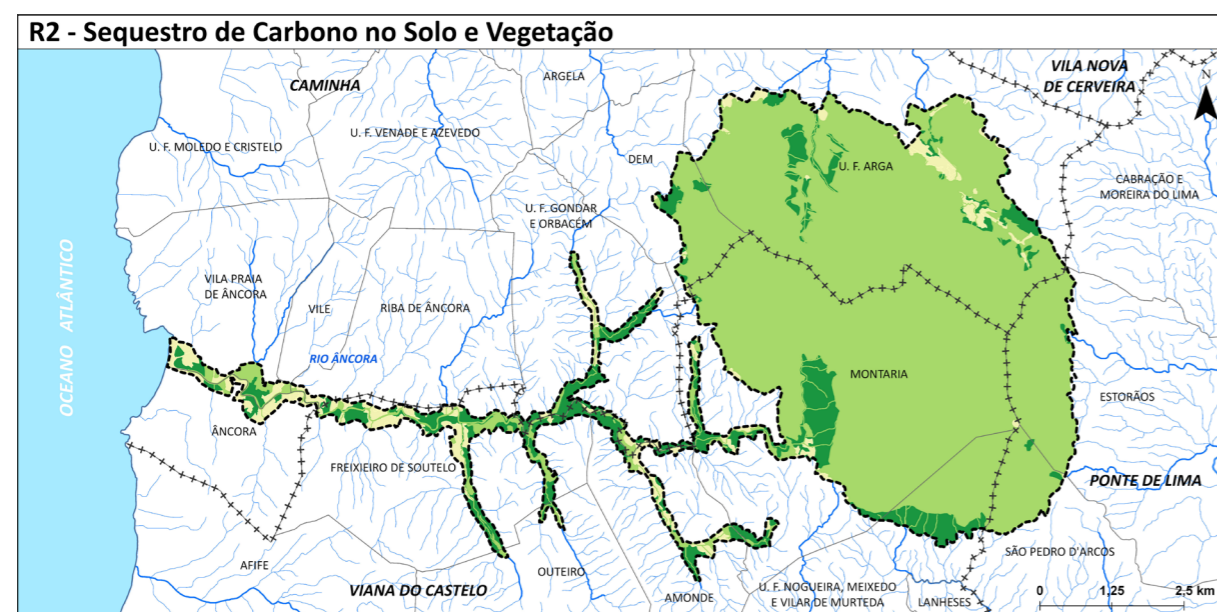 R2 - Sequestro de Carbono no Solo e Vegetação
CAMINHA
ARGELA
VILA NOVA
DE CERVEIRA
N
U. F. MOLEDO E CRISTELO
U. F. VENADE E AZEVEDO
DEM
U. F. ARGA
CABRAÇÃO E
MOREIRA DO LIMA
U. F. GONDAR
E ORBACÉM
OCEANO ATLÂNTICO
VILA PRAIA
DE ÂNCORA
VILE
RIBA DE ÂNCORA
RIO ÂNCORA
MONTARIA
ESTORÃOS
ÂNCORA
FREIXIEIRO DE SOUTELO
PONTE DE LIMA
AFIFE
VIANA DO CASTELO
OUTEIRO
AMONDE
U. F. NOGUEIRA, MEIXEDO
E VILAR DE MURTEDA
LANHESES
SÃO PEDRO D'ARCOS
0 1,25 2,5 km